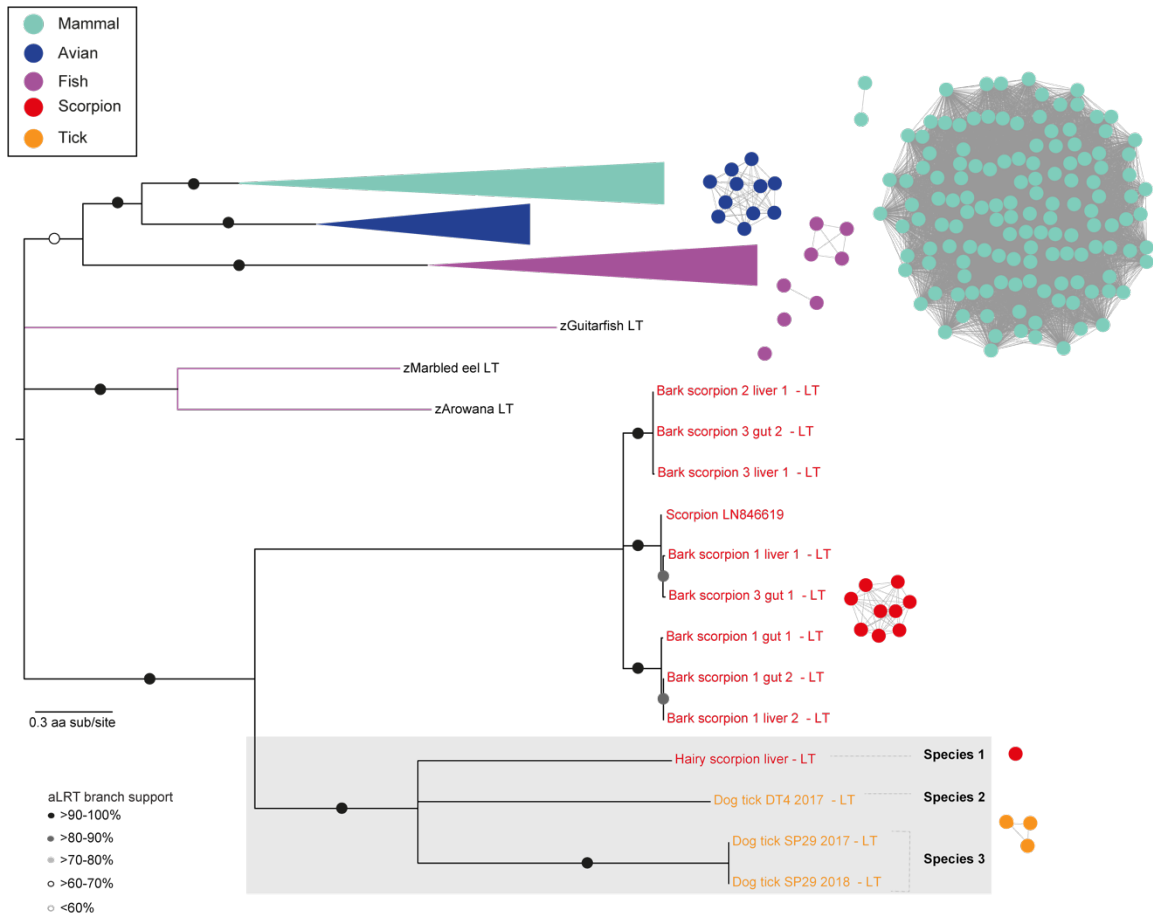 Mammal
Avian
Fish
Scorpion
Tick
zGuitarfish LT
zMarbled eel LT
zArowana LT
Bark scorpion 2 liver 1 - LT
Bark scorpion 3 gut 2 - LT
Bark scorpion 3 liver 1 - LT
Scorpion LN846619
Bark scorpion 1 liver 1 - LT
Bark scorpion 3 gut 1 - LT
Bark scorpion 1 gut 1 - LT
Bark scorpion 1 gut 2 - LT
Bark scorpion 1 liver 2 - LT
0.3 aa sub/site
Hairy scorpion liver - LT Species 1
Dog tick DT4 2017 - LT Species 2
Dog tick SP29 2017 - LT
Species 3
Dog tick SP29 2018 - LT
aLRT branch support
>90-100%
>80-90%
>70-80%
>60-70%
<60%